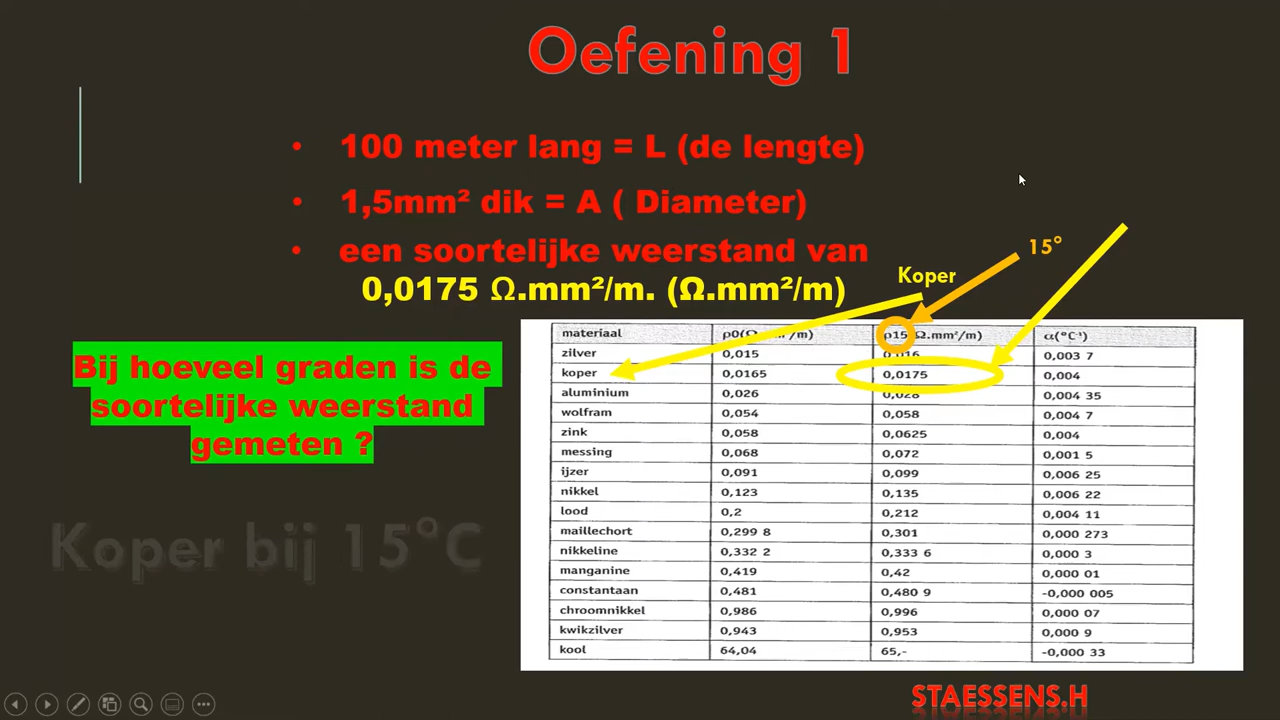 Oefening 1
• 100 meter lang = L (de lengte)
• 1,5mm² dik = A ( Diameter)
• een soortelijke weerstand van
0,0175 Ω.mm²/m. (Ω.mm²/m)
Koper
15°
Bij hoeveel graden is de
soortelijke weerstand
gemeten ?
Koper bij 15°C
materiaal ρ0( ρ15 Ω.mm²/m) α(°C⁻¹)
zilver 0,015 0,016 0,003 7
koper 0,0165 0,0175 0,004
aluminium 0,026 0,028 0,004 35
wolfram 0,054 0,058 0,004 7
zink 0,058 0,0625 0,004
messing 0,068 0,072 0,001 5
ijzer 0,091 0,099 0,006 25
nikkel 0,123 0,135 0,006 22
lood 0,2 0,212 0,004 11
maillechort 0,299 8 0,301 0,000 273
nikkeline 0,332 2 0,333 6 0,000 3
manganine 0,419 0,42 0,000 01
constantaan 0,481 0,480 9 -0,000 005
chroomnikkel 0,986 0,996 0,000 07
kwikzilver 0,943 0,953 0,000 9
kool 64,04 65,- -0,000 33
STAESSENS.H